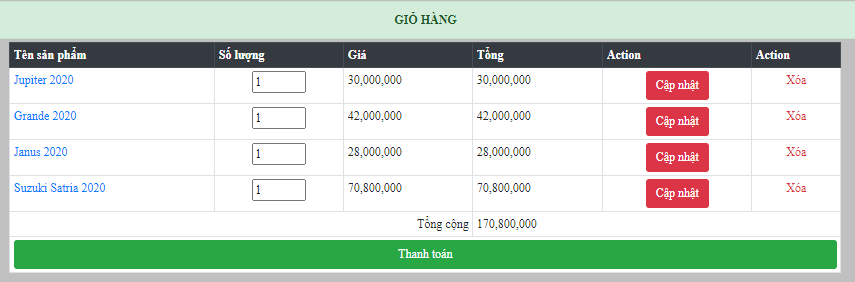 GIỎ HÀNG
Tên sản phẩm Số lượng Giá Tổng Action Action
Jupiter 2020 1 30,000,000 30,000,000 Cập nhật Xóa
Grande 2020 1 42,000,000 42,000,000 Cập nhật Xóa
Janus 2020 1 28,000,000 28,000,000 Cập nhật Xóa
Suzuki Satria 2020 1 70,800,000 70,800,000 Cập nhật Xóa
Tổng cộng 170,800,000
Thanh toán